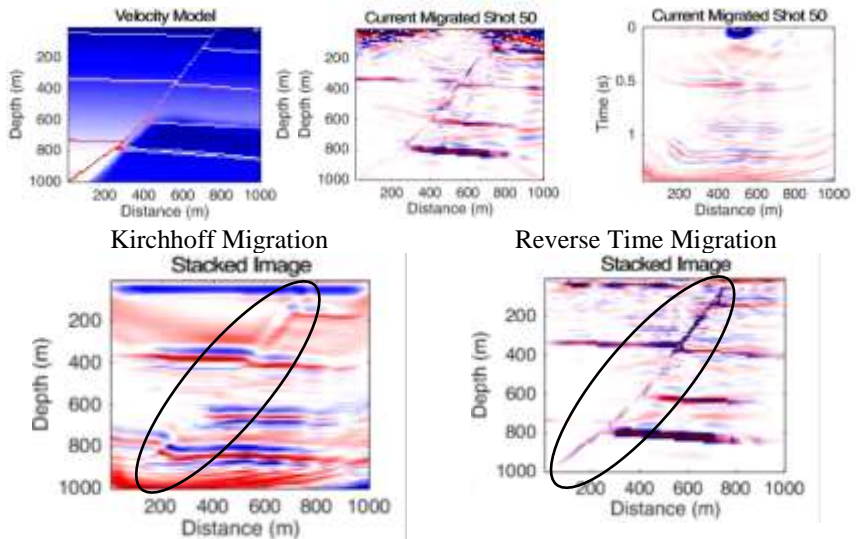 Velocity Model
Depth (m)
200
400
600
800
1000
200 400 600 800 1000
Distance (m)
Current Migrated Shot 50
Depth (m)
Depth (m)
200
400
600
800
1000
200 400 600 800 1000
Distance (m)
Current Migrated Shot 50
Time (s)
0
0.5
1
200 400 600 800 1000
Distance (m)
Kirchhoff Migration
Stacked Image
Depth (m)
200
400
600
800
1000
200 400 600 800 1000
Distance (m)
Reverse Time Migration
Stacked Image
Depth (m)
200
400
600
800
1000
200 400 600 800 1000
Distance (m)